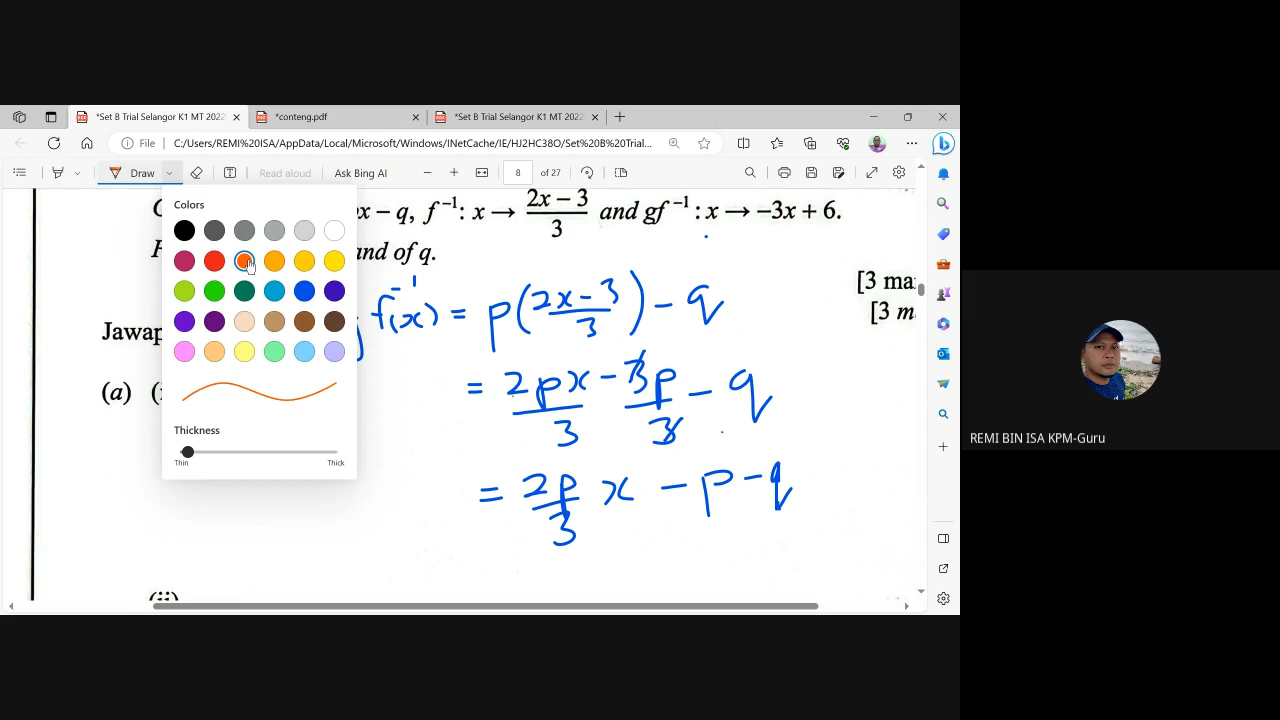 *Set B Trial Selangor K1 MT 2022
*conteng.pdf
*Set B Trial Selangor K1 MT 2022
File
C:/Users/REMI%20ISA/AppData/Local/Microsoft/Windows/INetCache/IE/HJ2HC38O/Set%20B%20Trial...
Draw
Read aloud
Ask Bing AI
8
of 27
x − q, f⁻¹: x → (2x − 3)/3 and gf⁻¹ : x → −3x + 6.
and of q.
[3 ma
[3 m
Colors
Thickness
Thin
Thick
Jawap
f⁻¹(x) = p((2x − 3)/3) − q
(a) (i
= 2px/3 − 3p/3 − q
= 2p/3 x − p − q
(ii)
REMI BIN ISA KPM-Guru